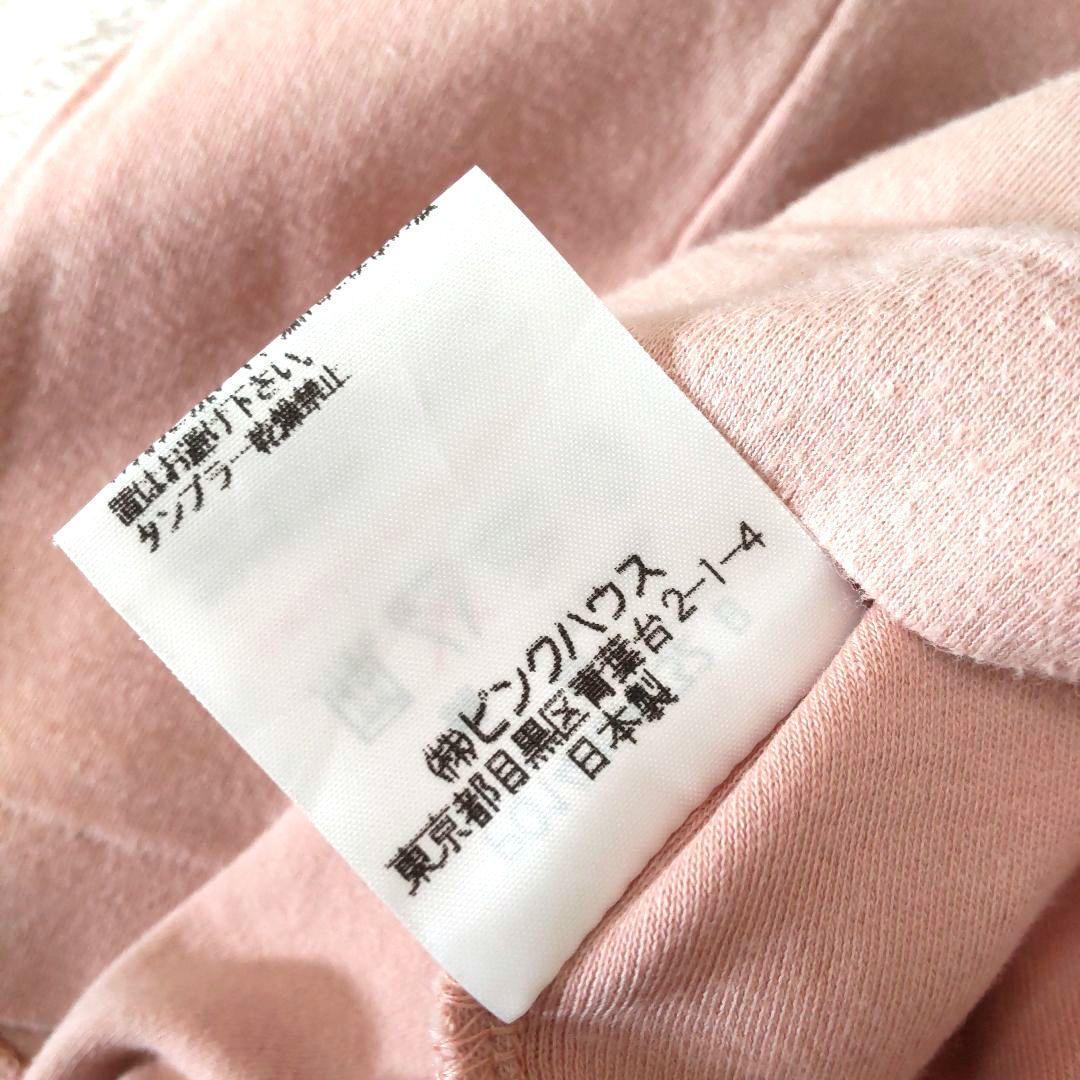 置はお避け下さい。
タンブラー乾燥禁止
㈱ピンクハウス
東京都目黒区青葉台2-1-4
日本製